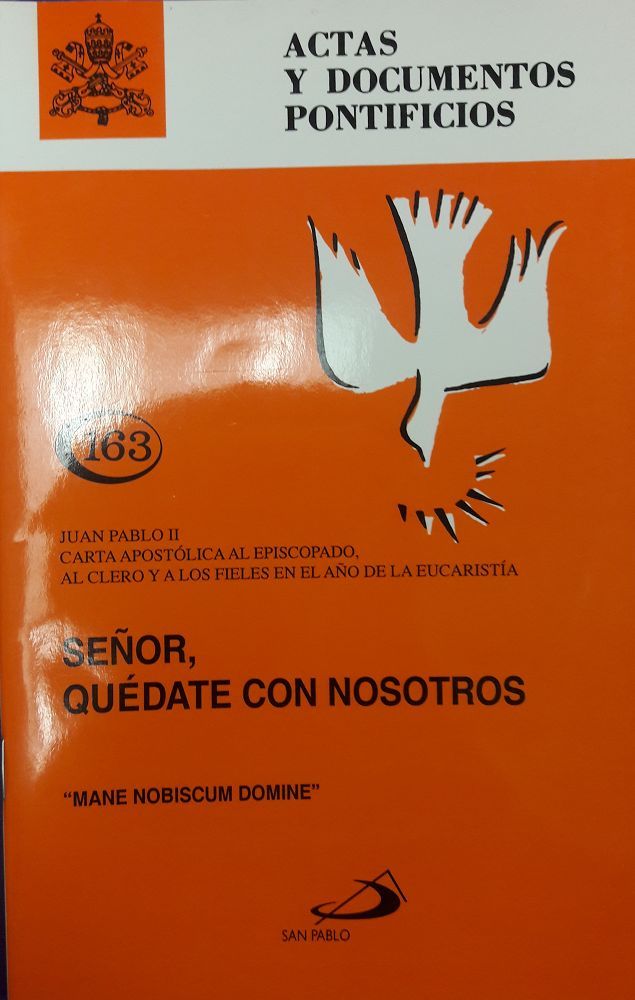 ACTAS
Y DOCUMENTOS
PONTIFICIOS
163
JUAN PABLO II
CARTA APOSTÓLICA AL EPISCOPADO,
AL CLERO Y A LOS FIELES EN EL AÑO DE LA EUCARISTÍA
SEÑOR,
QUÉDATE CON NOSOTROS
“MANE NOBISCUM DOMINE”
SAN PABLO